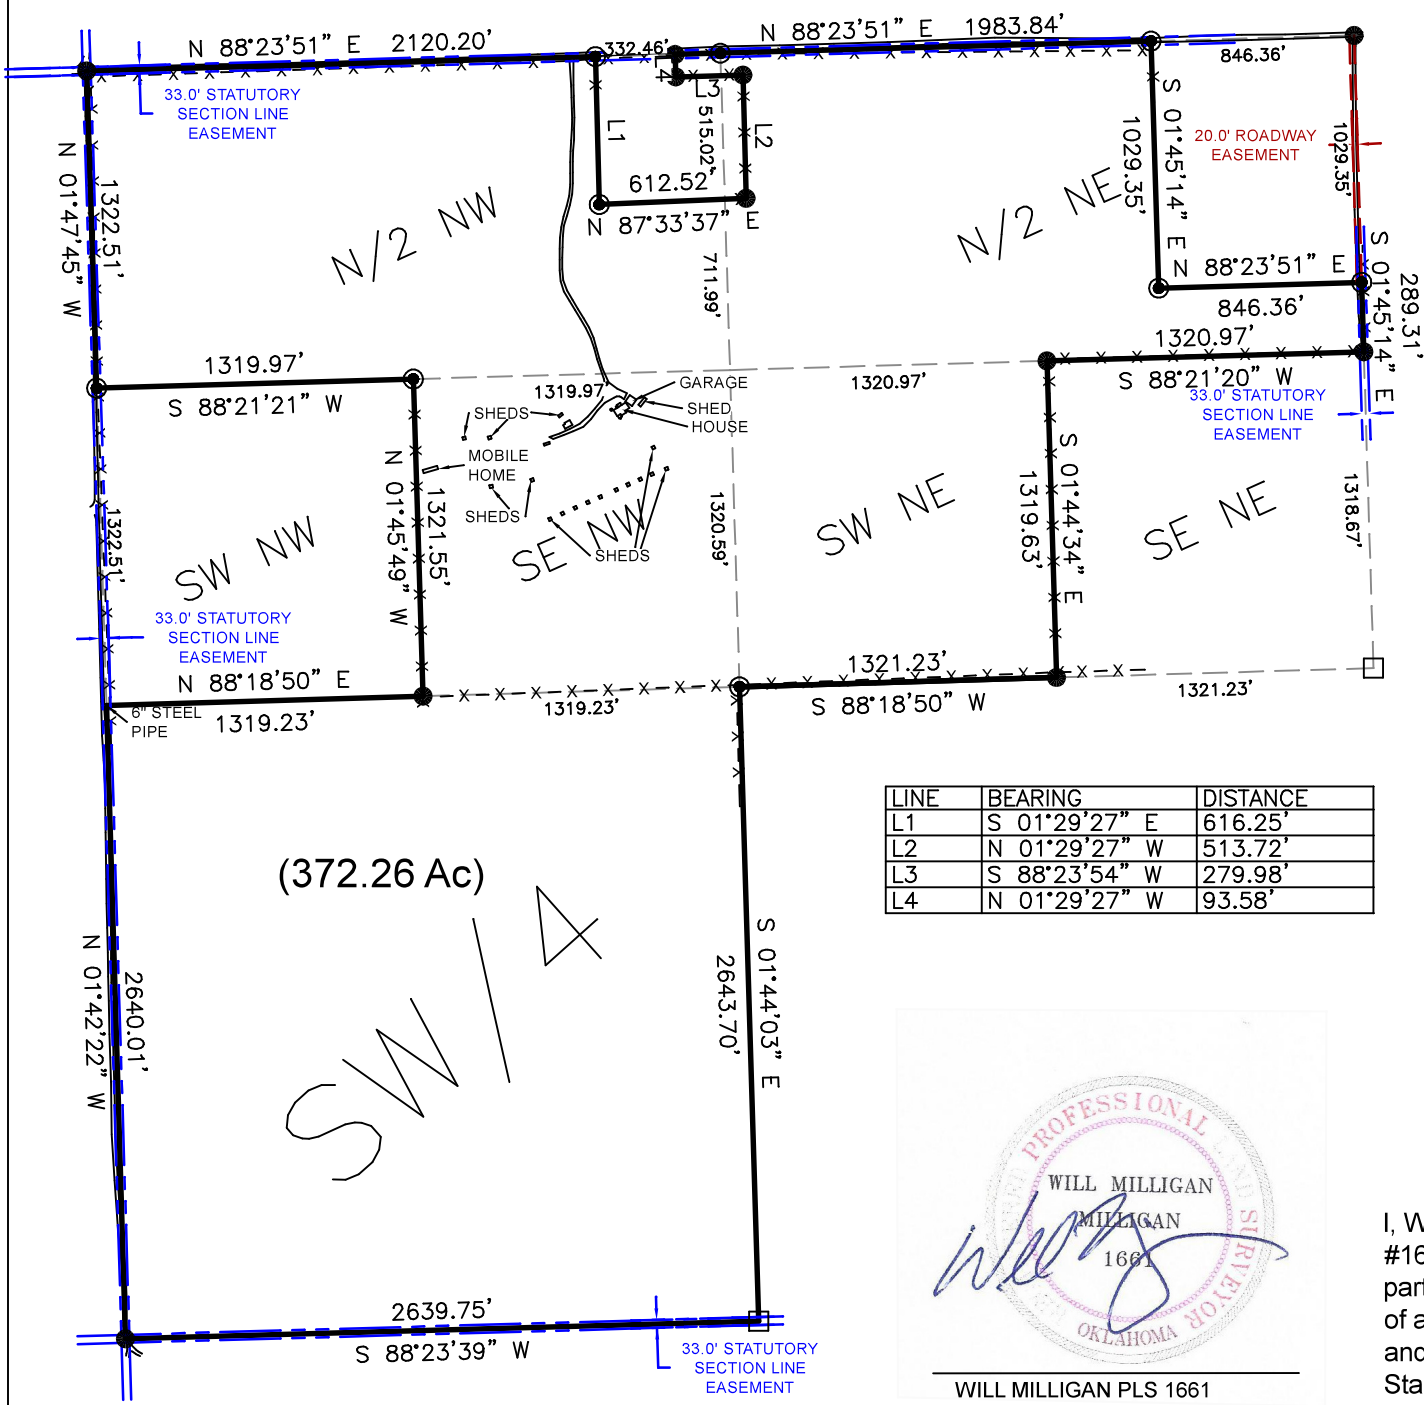 N 88°23'51" E 2120.20'
332.46'
N 88°23'51" E 1983.84'
846.36'
33.0' STATUTORY
SECTION LINE
EASEMENT
L1
L2
L3
4
515.02'
612.52'
N 87°33'37" E
N 01°47'45" W
1322.51'
N/2 NW
N/2 NE
711.99'
S 01°45'14" E
1029.35'
20.0' ROADWAY
EASEMENT
1029.35'
N 88°23'51" E
846.36'
S 01°45'14" E
289.31'
1319.97'
S 88°21'21" W
1319.97'
1320.97'
1320.97'
S 88°21'20" W
33.0' STATUTORY
SECTION LINE
EASEMENT
GARAGE
SHED
HOUSE
SHEDS
MOBILE
HOME
SHEDS
SHEDS
N 01°45'49" W
1321.55'
SW NW
SE NW
SW NE
SE NE
1322.51'
1320.59'
S 01°44'34" E
1319.63'
1318.67'
33.0' STATUTORY
SECTION LINE
EASEMENT
N 88°18'50" E
1319.23'
6" STEEL
PIPE
1319.23'
1321.23'
S 88°18'50" W
1321.23'
LINE BEARING DISTANCE
L1 S 01°29'27" E 616.25'
L2 N 01°29'27" W 513.72'
L3 S 88°23'54" W 279.98'
L4 N 01°29'27" W 93.58'
(372.26 Ac)
SW/4
N 01°42'22" W
2640.01'
S 01°44'03" E
2643.70'
2639.75'
S 88°23'39" W
33.0' STATUTORY
SECTION LINE
EASEMENT
PROFESSIONAL LAND SURVEYOR
WILL MILLIGAN
MILLIGAN
1661
OKLAHOMA
WILL MILLIGAN PLS 1661
I, W
#16
part
of a
and
Sta